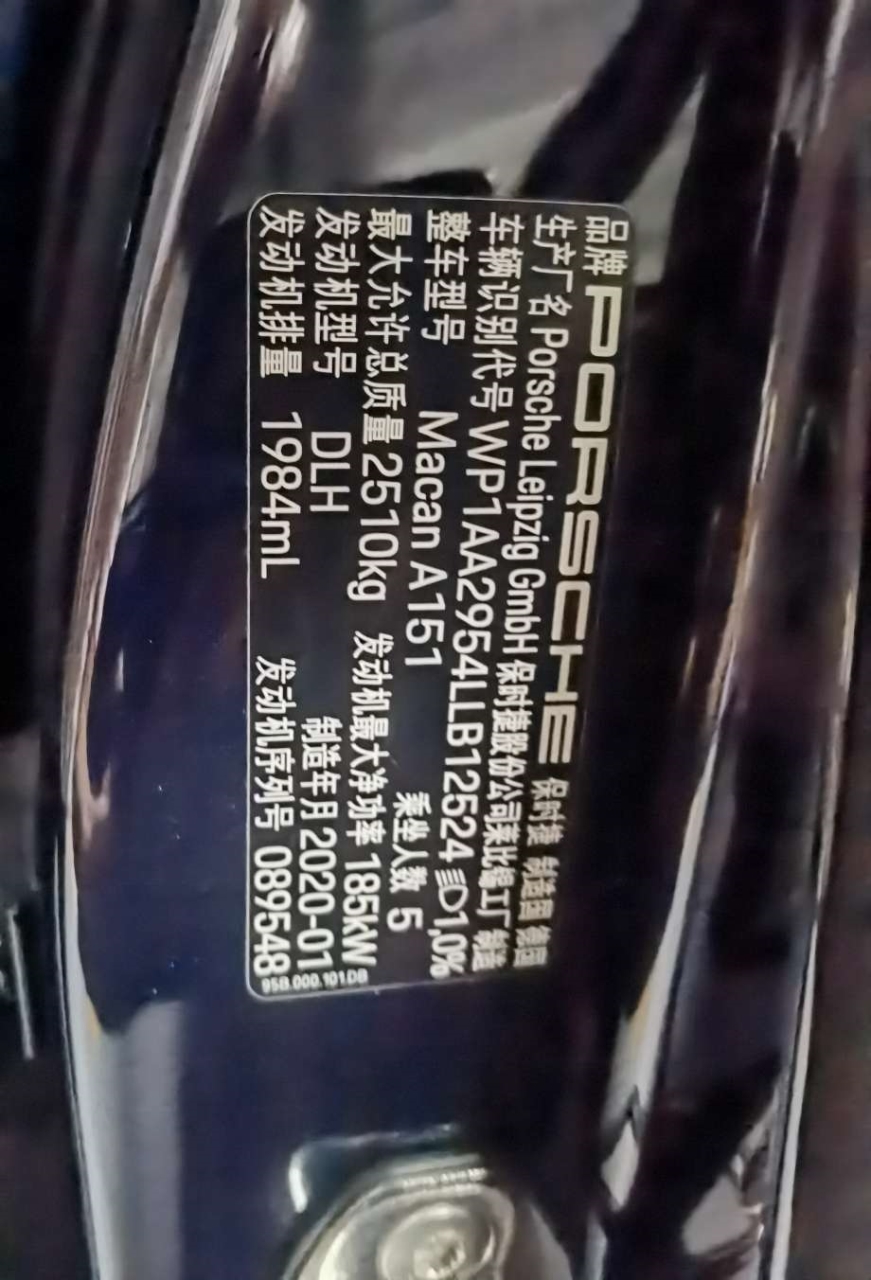 品牌 PORSCHE 保时捷 制造国 德国
生产厂名 Porsche Leipzig GmbH 保时捷股份公司莱比锡工厂 制造
车辆识别代号 WP1AA2954LLB12524 1,0%
整车型号 Macan A151 乘坐人数 5
最大允许总质量 2510kg 发动机最大净功率 185kW
发动机型号 DLH 制造年月 2020-01
发动机排量 1984mL 发动机序列号 089548
95B.000.101.DB